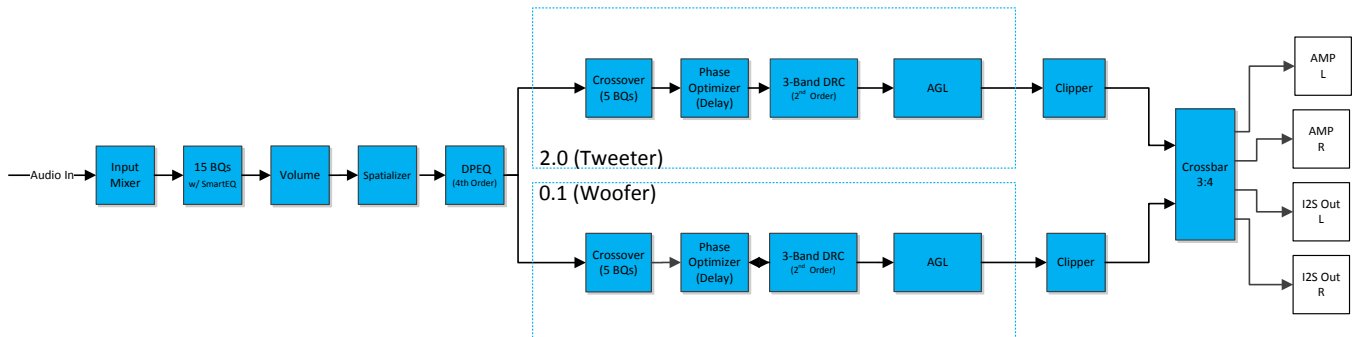 Audio In
Input
Mixer
15 BQs
w/ SmartEQ
Volume
Spatializer
DPEQ
(4th Order)
Crossover
(5 BQs)
Phase
Optimizer
(Delay)
3-Band DRC
(2nd Order)
AGL
2.0 (Tweeter)
Clipper
0.1 (Woofer)
Crossover
(5 BQs)
Phase
Optimizer
(Delay)
3-Band DRC
(2nd Order)
AGL
Clipper
Crossbar
3:4
AMP
L
AMP
R
I2S Out
L
I2S Out
R